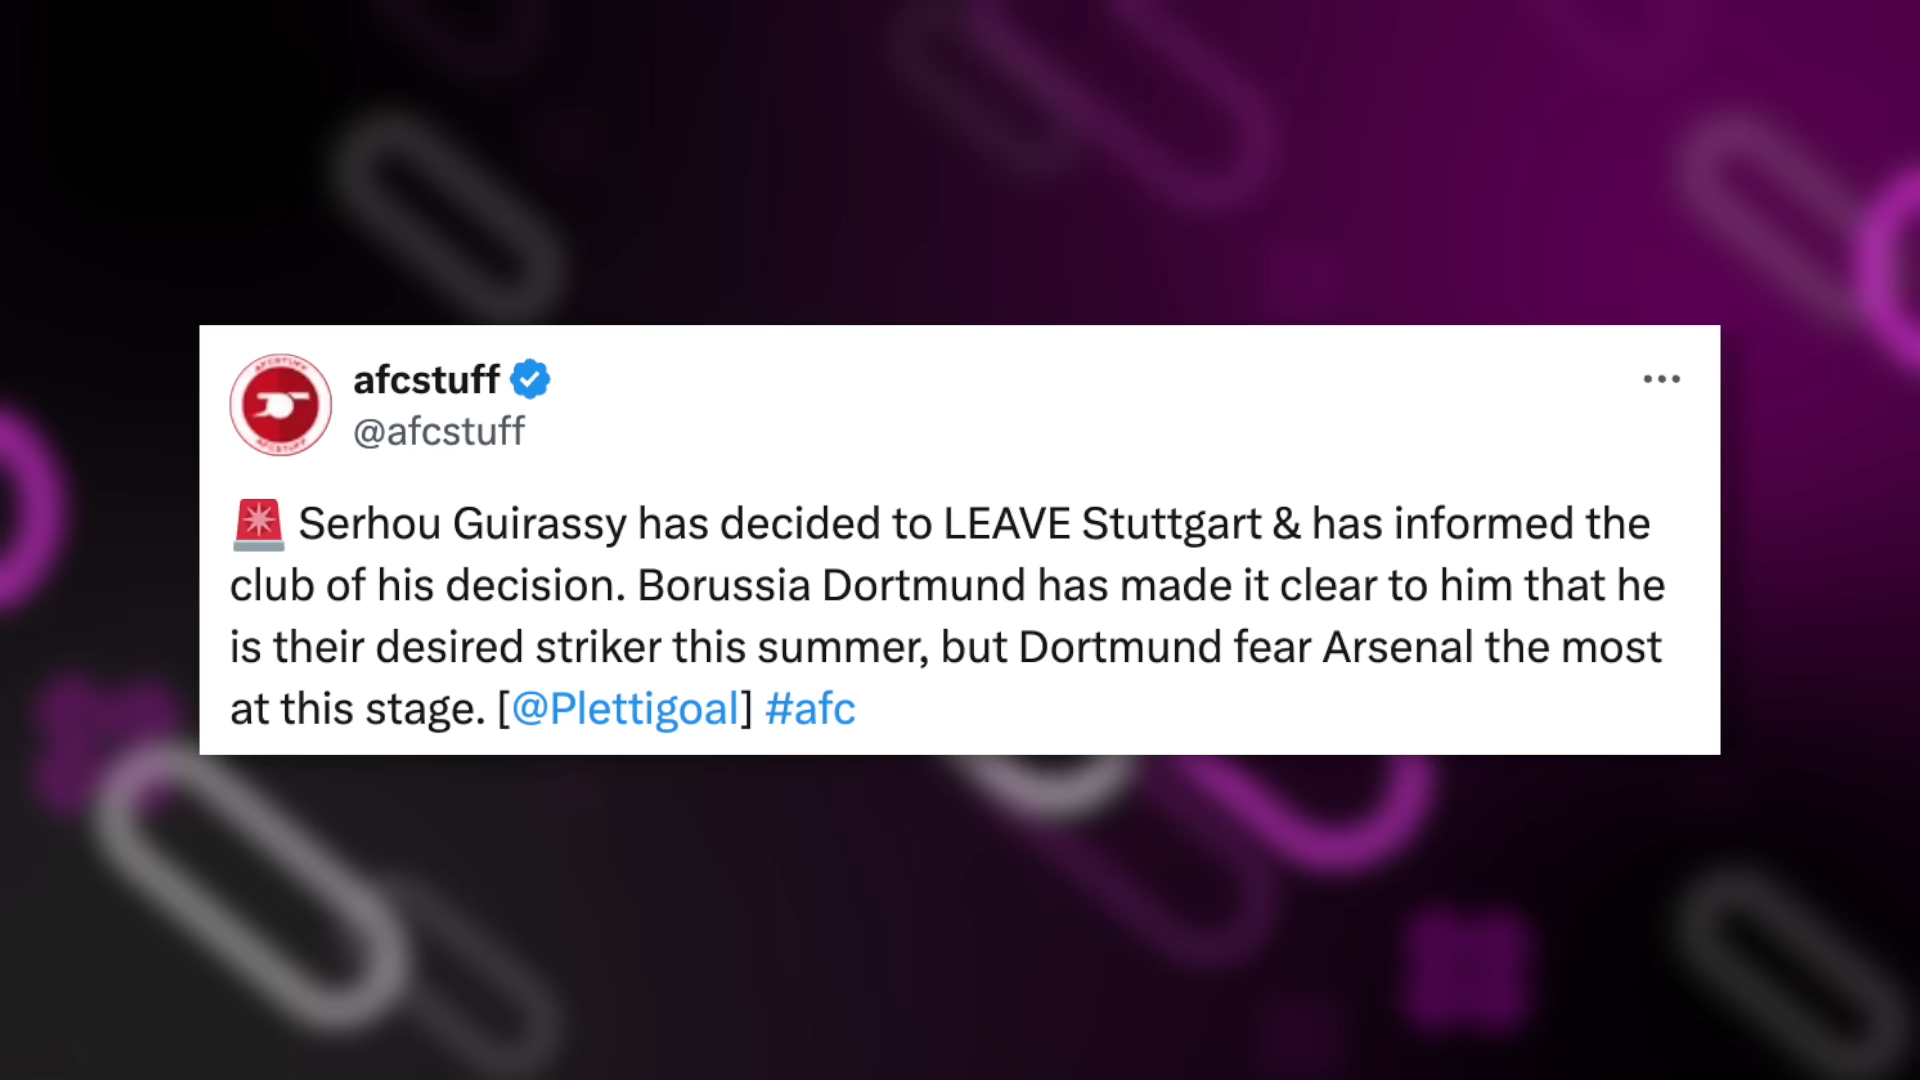 afcstuff
@afcstuff
🚨 Serhou Guirassy has decided to LEAVE Stuttgart & has informed the
club of his decision. Borussia Dortmund has made it clear to him that he
is their desired striker this summer, but Dortmund fear Arsenal the most
at this stage. [@Plettigoal] #afc